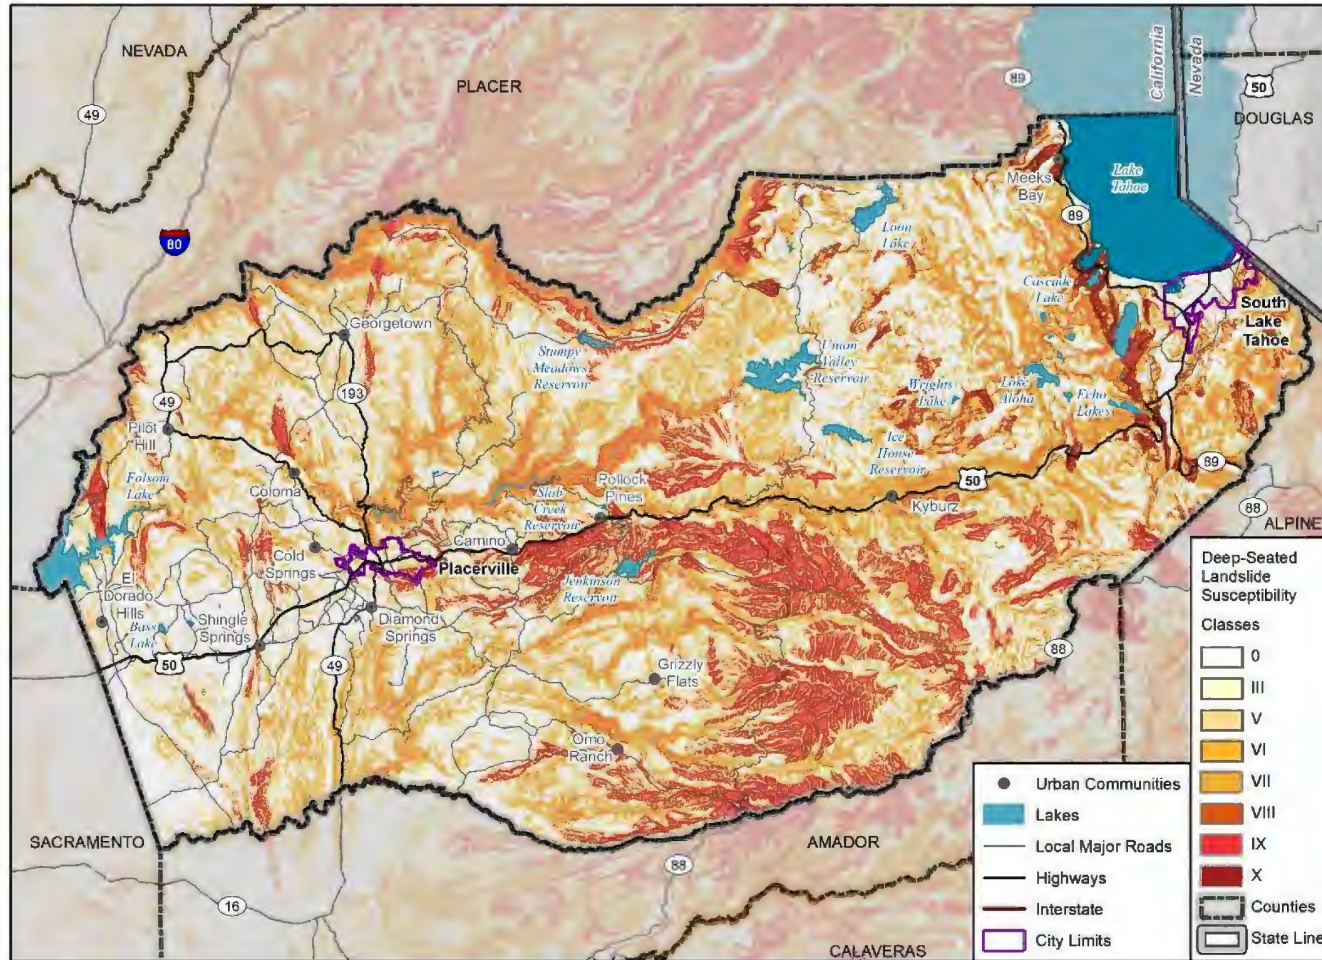 NEVADA
PLACER
49
80
89
California
Nevada
50
DOUGLAS
Meeks
Bay
Lake
Tahoe
89
Loon
Lake
Cascade
Lake
South
Lake
Tahoe
Georgetown
Stumpy
Meadows
Reservoir
Union
Valley
Reservoir
193
49
Wrights
Lake
Lake
Aloha
Echo
Lakes
Pilot
Hill
Ice
House
Reservoir
89
Folsom
Lake
Coloma
Slab
Creek
Reservoir
Pollock
Pines
50
Kyburz
88
ALPINE
Cold
Springs
Camino
Placerville
Jenkinson
Reservoir
El
Dorado
Hills
Bass
Lake
Shingle
Springs
Diamond
Springs
50
49
Grizzly
Flats
88
Omo
Ranch
SACRAMENTO
AMADOR
88
16
CALAVERAS
Deep-Seated
Landslide
Susceptibility
Classes
0
III
V
VI
VII
VIII
IX
X
Counties
State Line
Urban Communities
Lakes
Local Major Roads
Highways
Interstate
City Limits